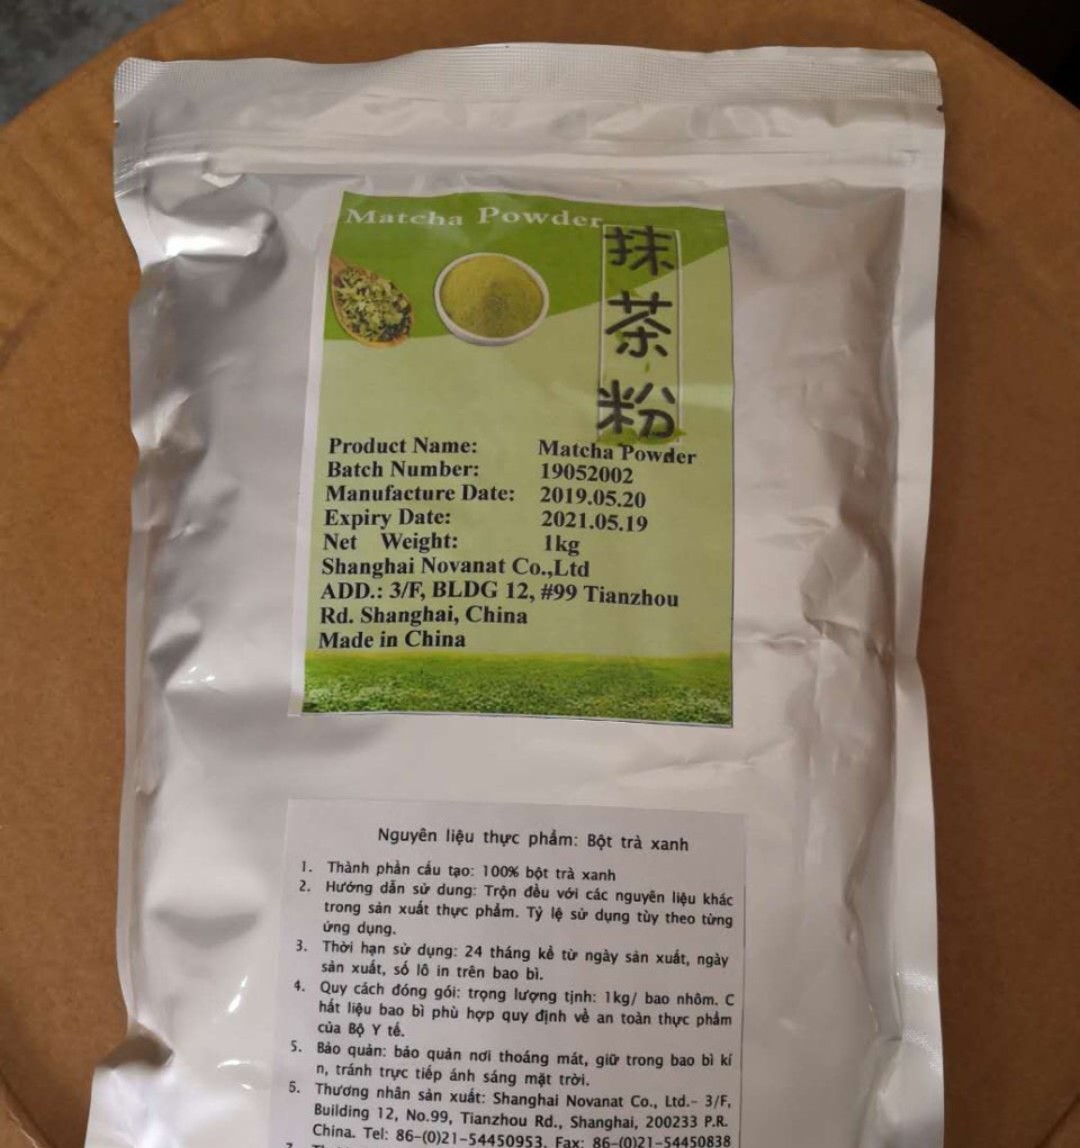 Matcha Powder
抹茶粉
Product Name: Matcha Powder
Batch Number: 19052002
Manufacture Date: 2019.05.20
Expiry Date: 2021.05.19
Net Weight: 1kg
Shanghai Novanat Co.,Ltd
ADD.: 3/F, BLDG 12, #99 Tianzhou
Rd. Shanghai, China
Made in China
Nguyên liệu thực phẩm: Bột trà xanh
1. Thành phần cấu tạo: 100% bột trà xanh
2. Hướng dẫn sử dung: Trộn đều với các nguyên liệu khác
trong sản xuất thực phẩm. Tỷ lệ sử dụng tùy theo từng
ứng dụng.
3. Thời hạn sử dụng: 24 tháng kể từ ngày sản xuất, ngày
sản xuất, số lô in trên bao bì.
4. Quy cách đóng gói: trọng lượng tịnh: 1kg/ bao nhôm. C
hất liệu bao bì phù hợp quy định về an toàn thực phẩm
của Bộ Y tế.
5. Bảo quản: bảo quản nơi thoáng mát, giữ trong bao bì kí
n, tránh trực tiếp ánh sáng mặt trời.
6. Thương nhân sản xuất: Shanghai Novanat Co., Ltd.- 3/F,
Building 12, No.99, Tianzhou Rd., Shanghai, 200233 P.R.
China. Tel: 86-(0)21-54450953. Fax: 86-(0)21-54450838